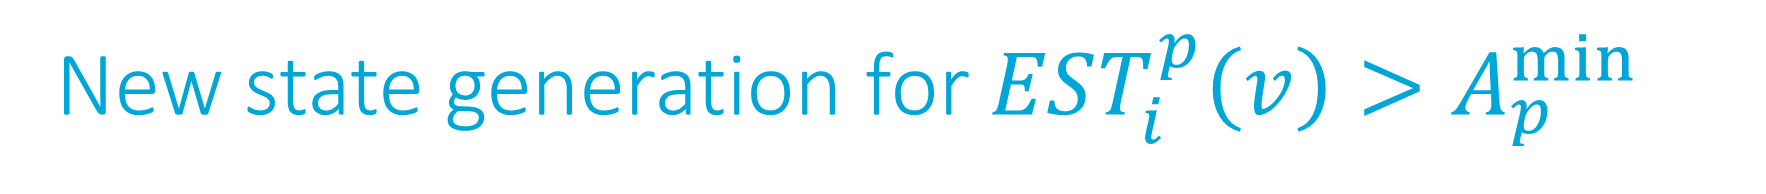 New state generation for $EST_i^p(v) > A_p^{\min}$